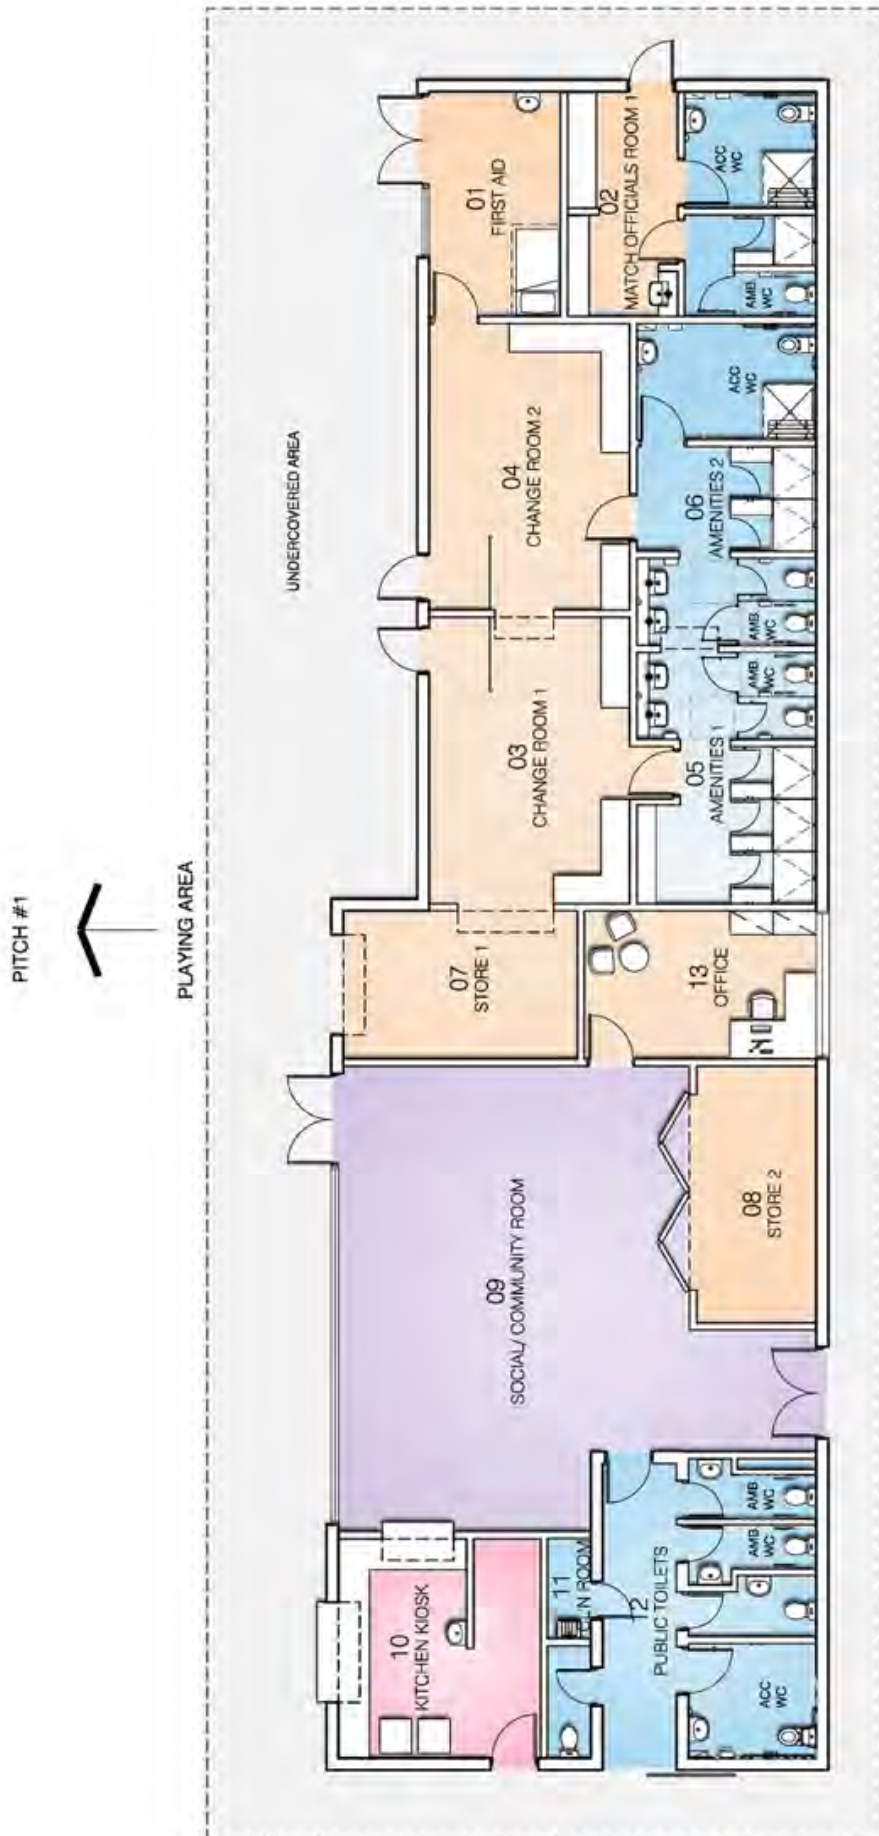 PITCH #1
PLAYING AREA
UNDERCOVERED AREA
01
FIRST AID
02
MATCH OFFICIALS ROOM 1
ACC
WC
AMB
WC
04
CHANGE ROOM 2
ACC
WC
06
AMENITIES 2
AMB
WC
03
CHANGE ROOM 1
AMB
WC
05
AMENITIES 1
07
STORE 1
13
OFFICE
09
SOCIAL/ COMMUNITY ROOM
08
STORE 2
10
KITCHEN KIOSK
11
ROOM
12
PUBLIC TOILETS
AMB
WC
AMB
WC
ACC
WC